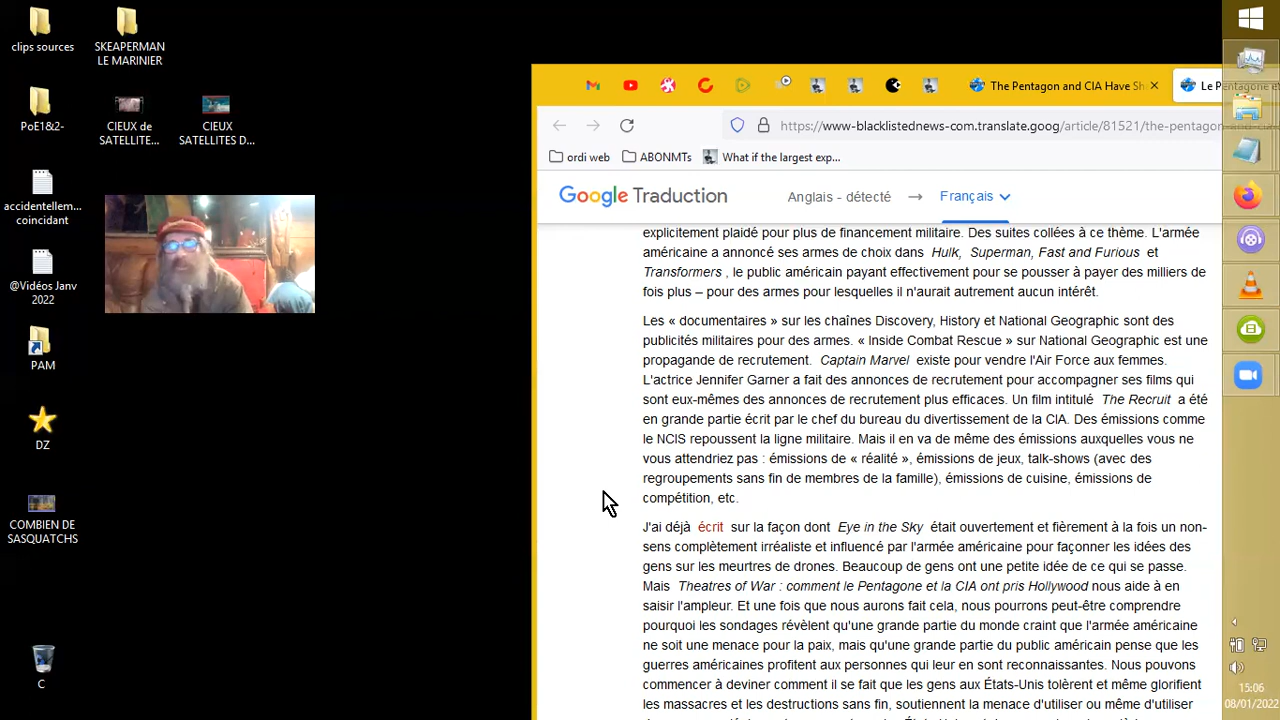 clips sources
SKEAPERMAN
LE MARINIER
PoE1&2-
CIEUX de
SATELLITE...
CIEUX
SATELLITES D...
accidentellem...
coincidant
@Vidéos Janv
2022
PAM
DZ
COMBIEN DE
SASQUATCHS
C
The Pentagon and CIA Have Sh
Le Pentagone et
https://www-blacklistednews-com.translate.goog/article/81521/the-pentagon-and-cia
ordi web
ABONMTs
What if the largest exp...
Google Traduction
Anglais - détecté
Français
explicitement plaidé pour plus de financement militaire. Des suites collées à ce thème. L'armée
américaine a annoncé ses armes de choix dans Hulk, Superman, Fast and Furious et
Transformers , le public américain payant effectivement pour se pousser à payer des milliers de
fois plus – pour des armes pour lesquelles il n'aurait autrement aucun intérêt.
Les « documentaires » sur les chaînes Discovery, History et National Geographic sont des
publicités militaires pour des armes. « Inside Combat Rescue » sur National Geographic est une
propagande de recrutement. Captain Marvel existe pour vendre l'Air Force aux femmes.
L'actrice Jennifer Garner a fait des annonces de recrutement pour accompagner ses films qui
sont eux-mêmes des annonces de recrutement plus efficaces. Un film intitulé The Recruit a été
en grande partie écrit par le chef du bureau du divertissement de la CIA. Des émissions comme
le NCIS repoussent la ligne militaire. Mais il en va de même des émissions auxquelles vous ne
vous attendriez pas : émissions de « réalité », émissions de jeux, talk-shows (avec des
regroupements sans fin de membres de la famille), émissions de cuisine, émissions de
compétition, etc.
J'ai déjà écrit sur la façon dont Eye in the Sky était ouvertement et fièrement à la fois un non-
sens complètement irréaliste et influencé par l'armée américaine pour façonner les idées des
gens sur les meurtres de drones. Beaucoup de gens ont une petite idée de ce qui se passe.
Mais Theatres of War : comment le Pentagone et la CIA ont pris Hollywood nous aide à en
saisir l'ampleur. Et une fois que nous aurons fait cela, nous pourrons peut-être comprendre
pourquoi les sondages révèlent qu'une grande partie du monde craint que l'armée américaine
ne soit une menace pour la paix, mais qu'une grande partie du public américain pense que les
guerres américaines profitent aux personnes qui leur en sont reconnaissantes. Nous pouvons
commencer à deviner comment il se fait que les gens aux États-Unis tolèrent et même glorifient
les massacres et les destructions sans fin, soutiennent la menace d'utiliser ou même d'utiliser
15:06
08/01/2022